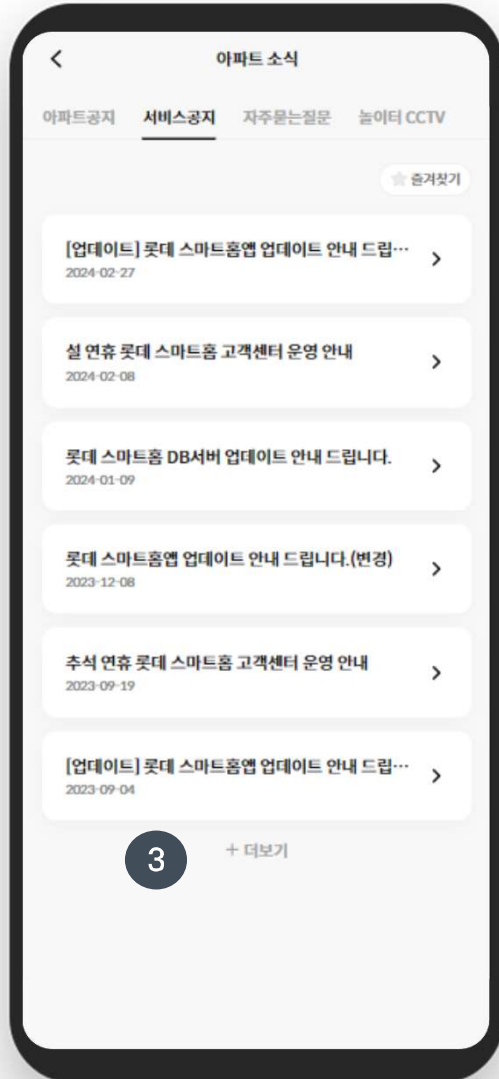 아파트 소식
아파트공지 서비스공지 자주묻는질문 놀이터 CCTV
즐겨찾기
[업데이트] 롯데 스마트홈앱 업데이트 안내 드립…
2024-02-27
설 연휴 롯데 스마트홈 고객센터 운영 안내
2024-02-08
롯데 스마트홈 DB서버 업데이트 안내 드립니다.
2024-01-09
롯데 스마트홈앱 업데이트 안내 드립니다.(변경)
2023-12-08
추석 연휴 롯데 스마트홈 고객센터 운영 안내
2023-09-19
[업데이트] 롯데 스마트홈앱 업데이트 안내 드립…
2023-09-04
3 + 더보기